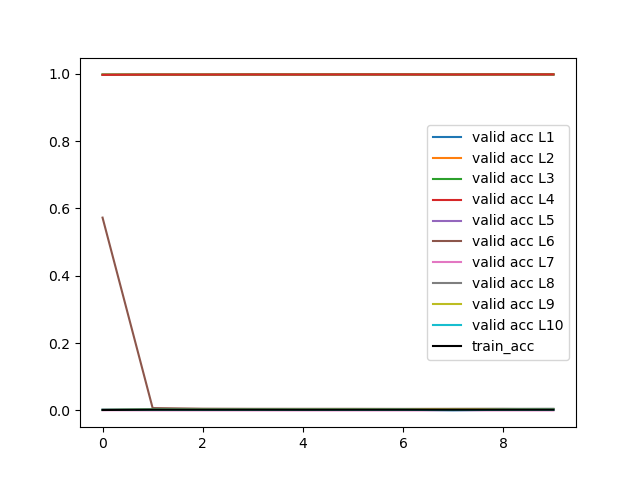 1.0
0.8
0.6
0.4
0.2
0.0
0 2 4 6 8
valid acc L1
valid acc L2
valid acc L3
valid acc L4
valid acc L5
valid acc L6
valid acc L7
valid acc L8
valid acc L9
valid acc L10
train_acc